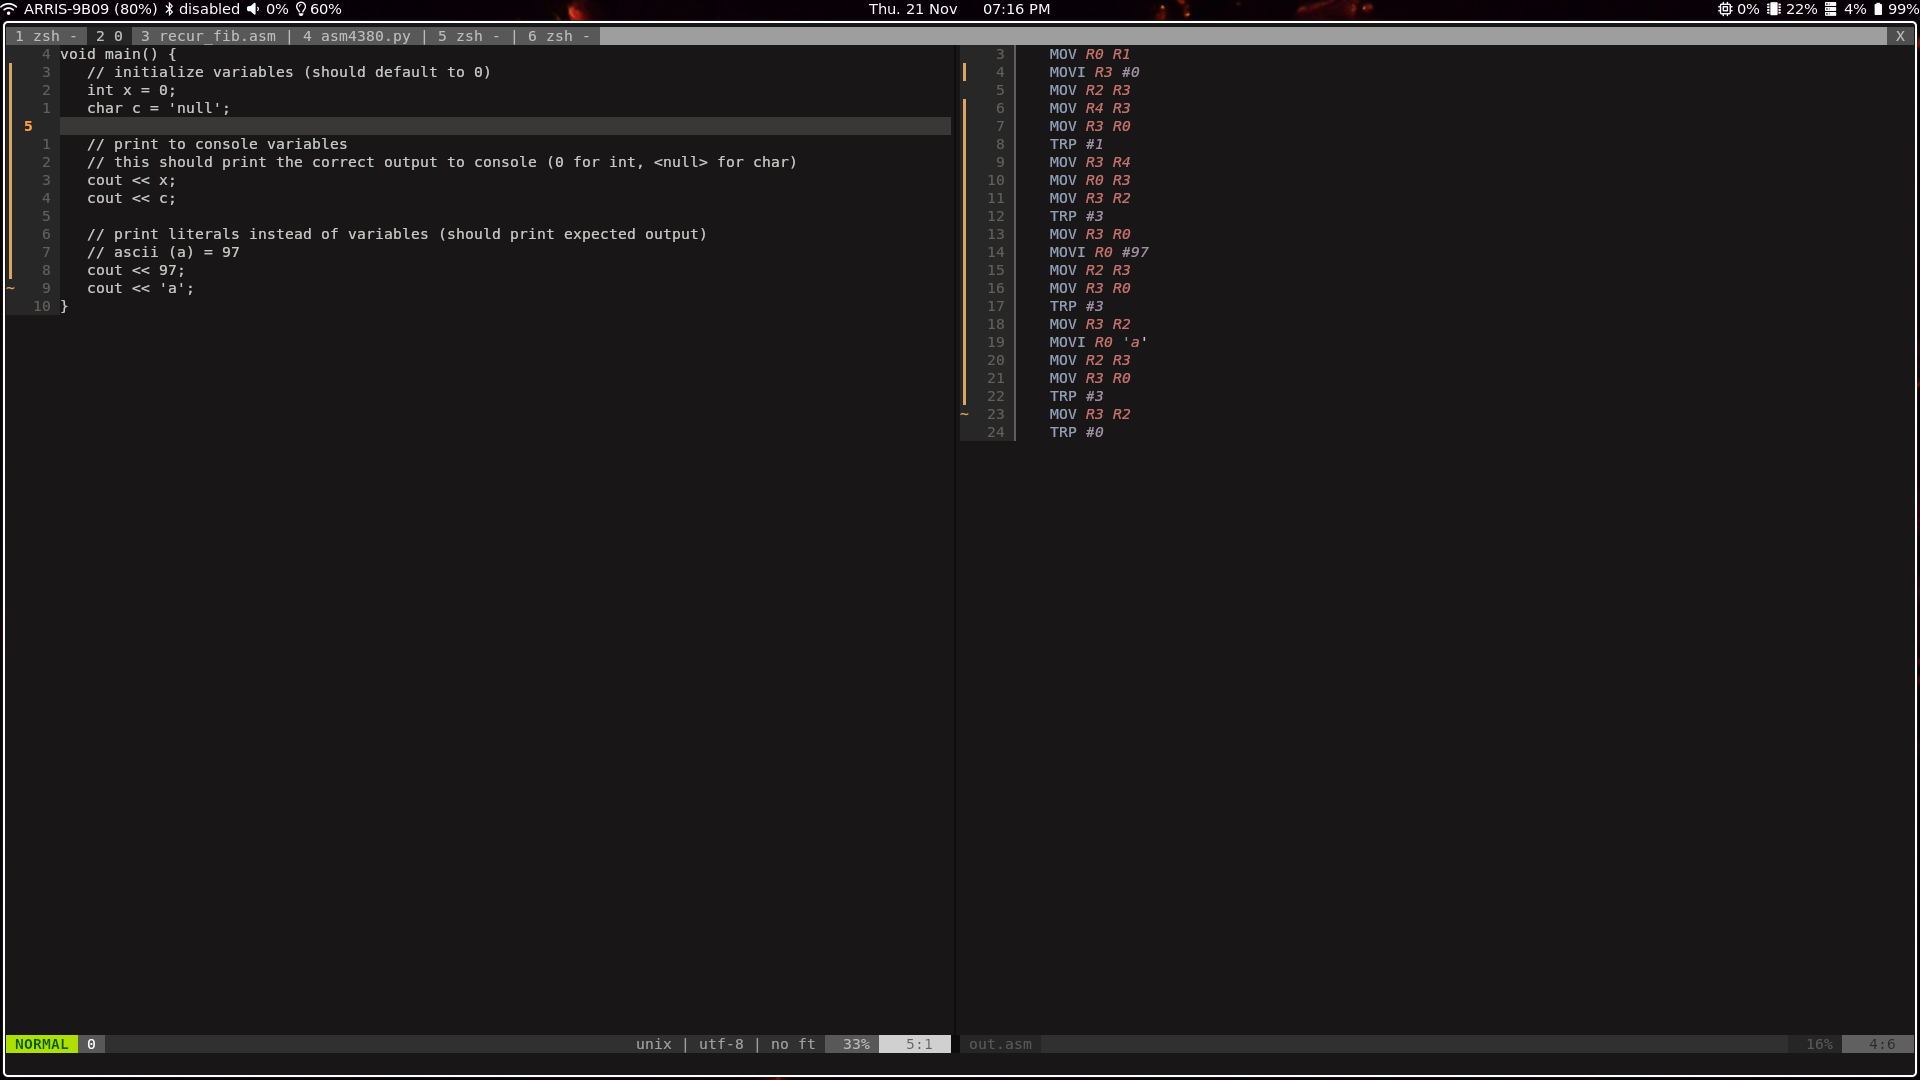 ARRIS-9B09 (80%) disabled 0% 60% Thu. 21 Nov 07:16 PM 0% 22% 4% 99%
1 zsh - 2 0 3 recur_fib.asm | 4 asm4380.py | 5 zsh - | 6 zsh - X
4 void main() {
3 // initialize variables (should default to 0)
2 int x = 0;
1 char c = 'null';
5
1 // print to console variables
2 // this should print the correct output to console (0 for int, <null> for char)
3 cout << x;
4 cout << c;
5
6 // print literals instead of variables (should print expected output)
7 // ascii (a) = 97
8 cout << 97;
~ 9 cout << 'a';
10 }
3 MOV R0 R1
4 MOVI R3 #0
5 MOV R2 R3
6 MOV R4 R3
7 MOV R3 R0
8 TRP #1
9 MOV R3 R4
10 MOV R0 R3
11 MOV R3 R2
12 TRP #3
13 MOV R3 R0
14 MOVI R0 #97
15 MOV R2 R3
16 MOV R3 R0
17 TRP #3
18 MOV R3 R2
19 MOVI R0 'a'
20 MOV R2 R3
21 MOV R3 R0
22 TRP #3
~ 23 MOV R3 R2
24 TRP #0
NORMAL 0 unix | utf-8 | no ft 33% 5:1
out.asm 16% 4:6